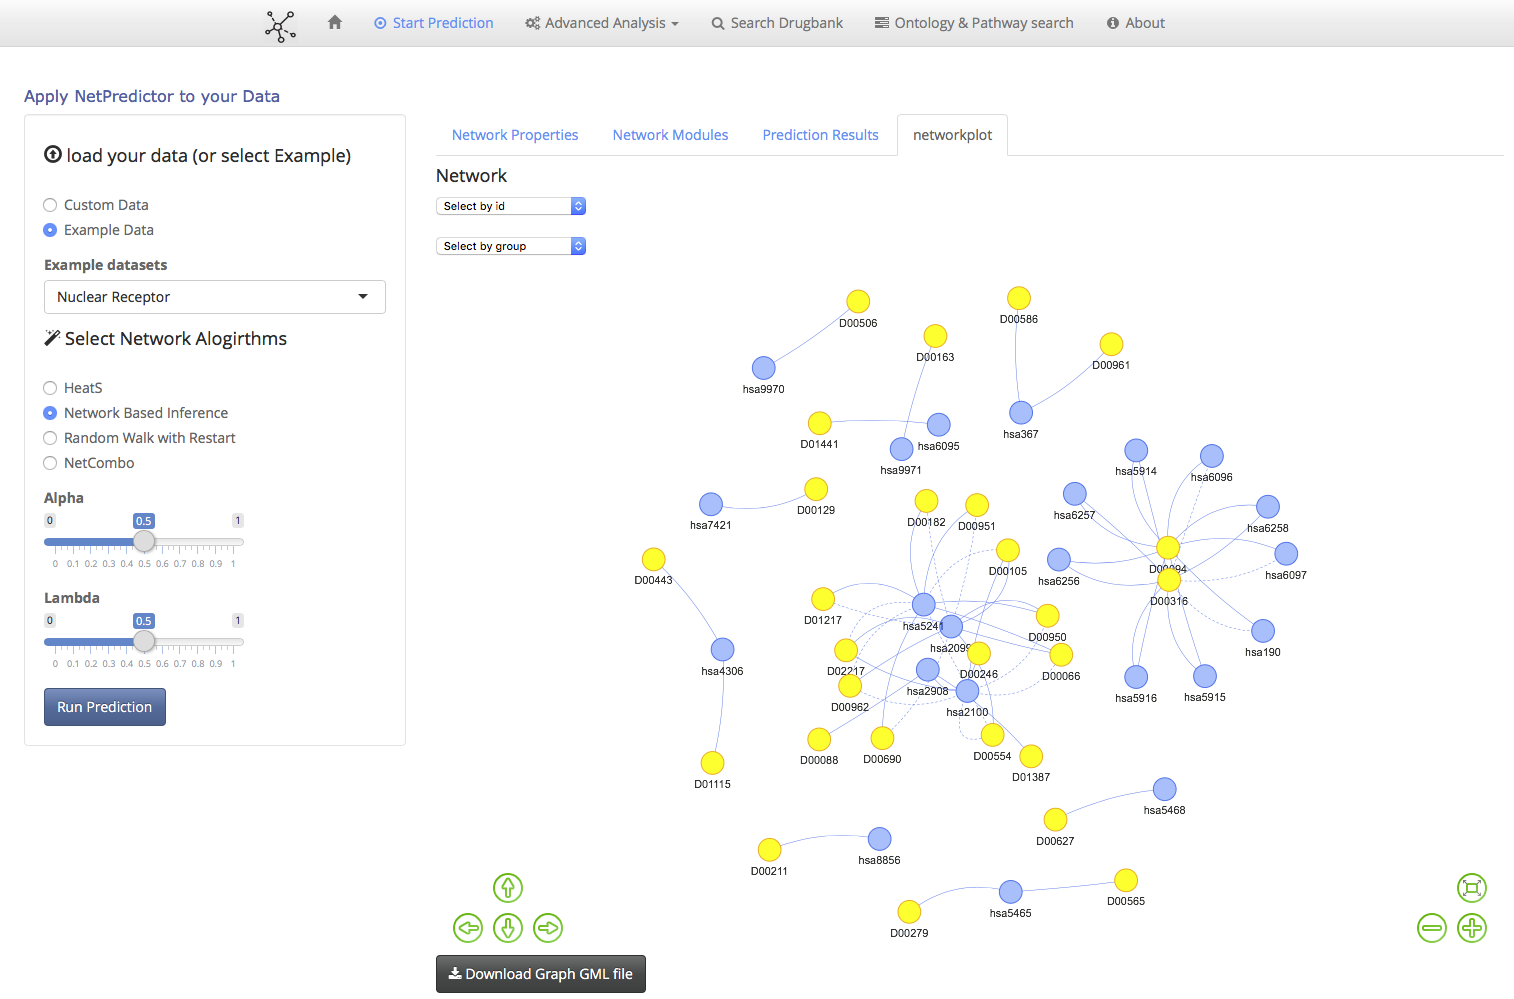 Start Prediction
Advanced Analysis
Search Drugbank
Ontology & Pathway search
About
Apply NetPredictor to your Data
load your data (or select Example)
Custom Data
Example Data
Example datasets
Nuclear Receptor
Select Network Alogirthms
HeatS
Network Based Inference
Random Walk with Restart
NetCombo
Alpha
0 0.5 1
0 0.1 0.2 0.3 0.4 0.5 0.6 0.7 0.8 0.9 1
Lambda
0 0.5 1
0 0.1 0.2 0.3 0.4 0.5 0.6 0.7 0.8 0.9 1
Run Prediction
Network Properties
Network Modules
Prediction Results
networkplot
Network
Select by id
Select by group
D00506
D00586
D00163
D00961
hsa9970
hsa367
D01441
hsa6095
hsa9971
hsa5914
hsa6096
hsa6257
hsa6258
D00129
hsa7421
D00182
D00951
D00105
D00094
hsa6097
hsa6256
D00443
D00316
D01217
hsa5241
D00950
hsa2099
hsa190
hsa4306
D02217
D00246
D00066
hsa2908
hsa5916
hsa5915
D00962
hsa2100
D00088
D00690
D00554
D01387
D01115
hsa5468
D00627
hsa8856
D00211
D00565
hsa5465
D00279
Download Graph GML file